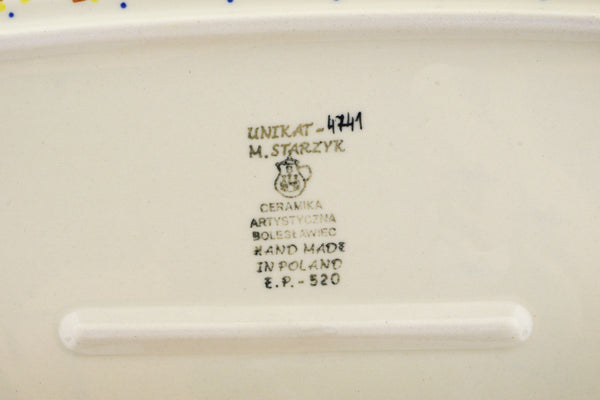 UNIKAT - 4741
M. STARZYK
CERAMIKA
ARTYSTYCZNA
BOLESŁAWIEC
HAND MADE
IN POLAND
E.P. - 520